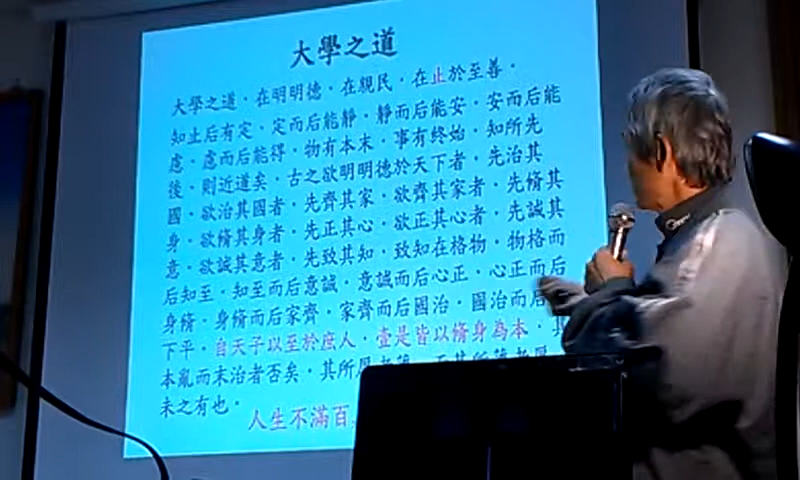 大學之道
大學之道．在明明德．在親民．在止於至善．
知止后有定．定而后能靜．靜而后能安．安而后能
慮．慮而后能得．物有本末．事有終始．知所先
後．則近道矣．古之欲明明德於天下者．先治其
國．欲治其國者．先齊其家．欲齊其家者．先脩其
身．欲脩其身者．先正其心．欲正其心者．先誠其
意．欲誠其意者．先致其知．致知在格物．物格而
后知至．知至而后意誠．意誠而后心正．心正而后
身脩．身脩而后家齊．家齊而后國治．國治而后
下平．自天子以至於庶人．壹是皆以脩身為本．其
本亂而末治者否矣．其所厚者薄
未之有也．
人生不滿百